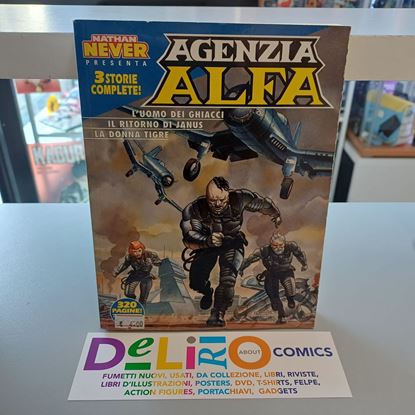 NATHAN
NEVER
PRESENTA
3 STORIE
COMPLETE!
AGENZIA
ALFA
L'UOMO DEI GHIACCI
IL RITORNO DI JANUS
LA DONNA TIGRE
320
PAGINE!
DeLiRiO ABOUT COMICS
FUMETTI NUOVI, USATI, DA COLLEZIONE, LIBRI, RIVISTE,
LIBRI D'ILLUSTRAZIONI, POSTERS, DVD, T-SHIRTS, FELPE,
ACTION FIGURES, PORTACHIAVI, GADGETS